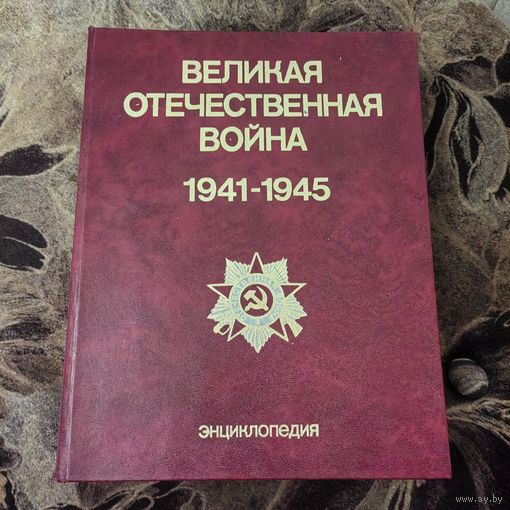 ВЕЛИКАЯ
ОТЕЧЕСТВЕННАЯ
ВОЙНА
1941-1945
ЭНЦИКЛОПЕДИЯ
www.ay.by